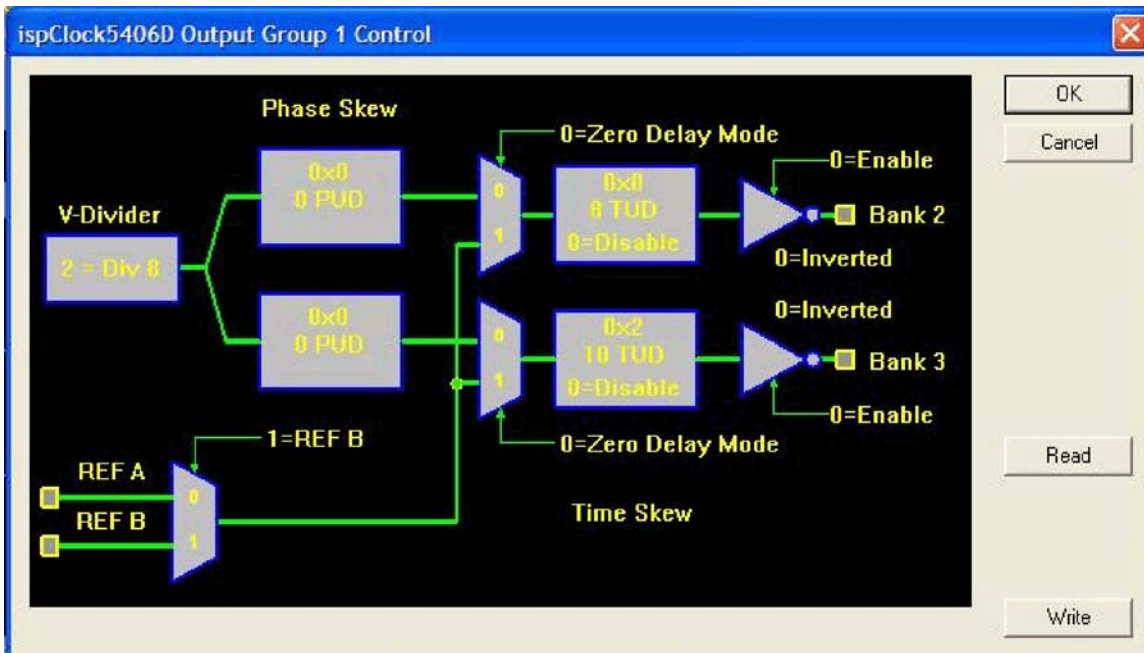 ispClock5406D Output Group 1 Control
OK
Cancel
Phase Skew
0=Zero Delay Mode
0=Enable
0x0
0 PUD
0
1
0x0
8 TUD
0=Disable
Bank 2
0=Inverted
V-Divider
2 = Div 8
0x0
0 PUD
0
1
0x2
10 TUD
0=Disable
0=Inverted
Bank 3
0=Enable
0=Zero Delay Mode
1=REF B
REF A
REF B
0
1
Time Skew
Read
Write